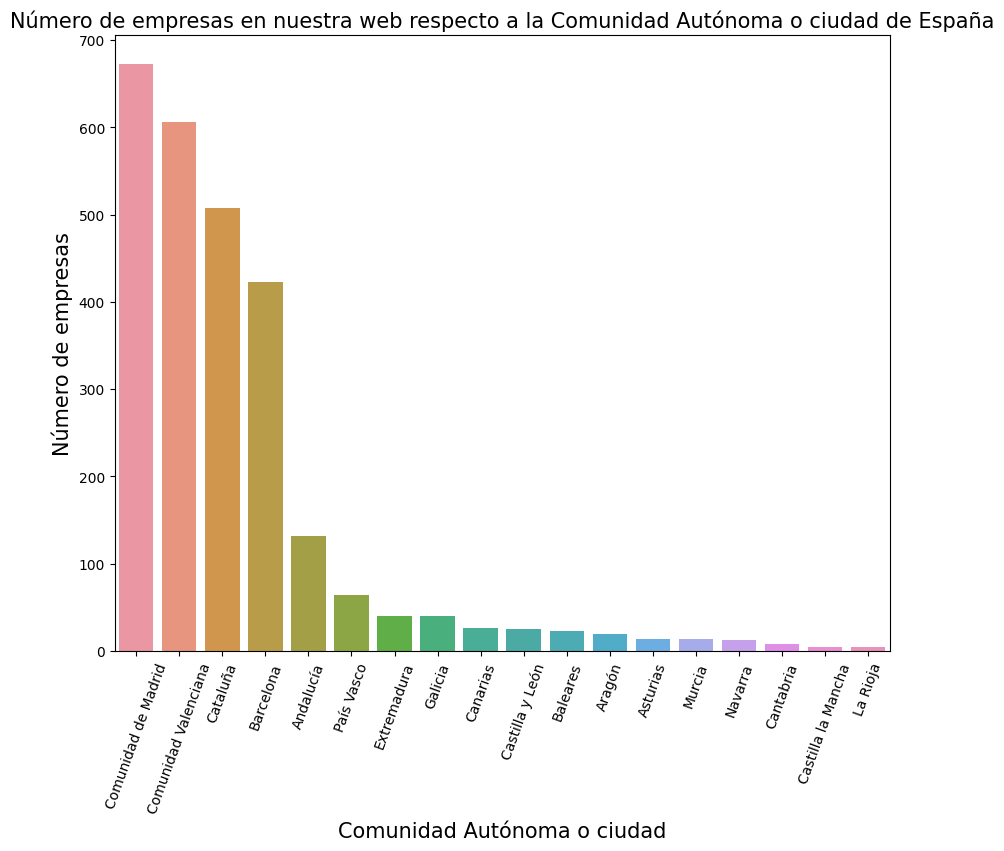 Número de empresas en nuestra web respecto a la Comunidad Autónoma o ciudad de España
700
600
500
400
300
200
100
0
Número de empresas
Comunidad de Madrid
Comunidad Valenciana
Cataluña
Barcelona
Andalucía
País Vasco
Extremadura
Galicia
Canarias
Castilla y León
Baleares
Aragón
Asturias
Murcia
Navarra
Cantabria
Castilla la Mancha
La Rioja
Comunidad Autónoma o ciudad